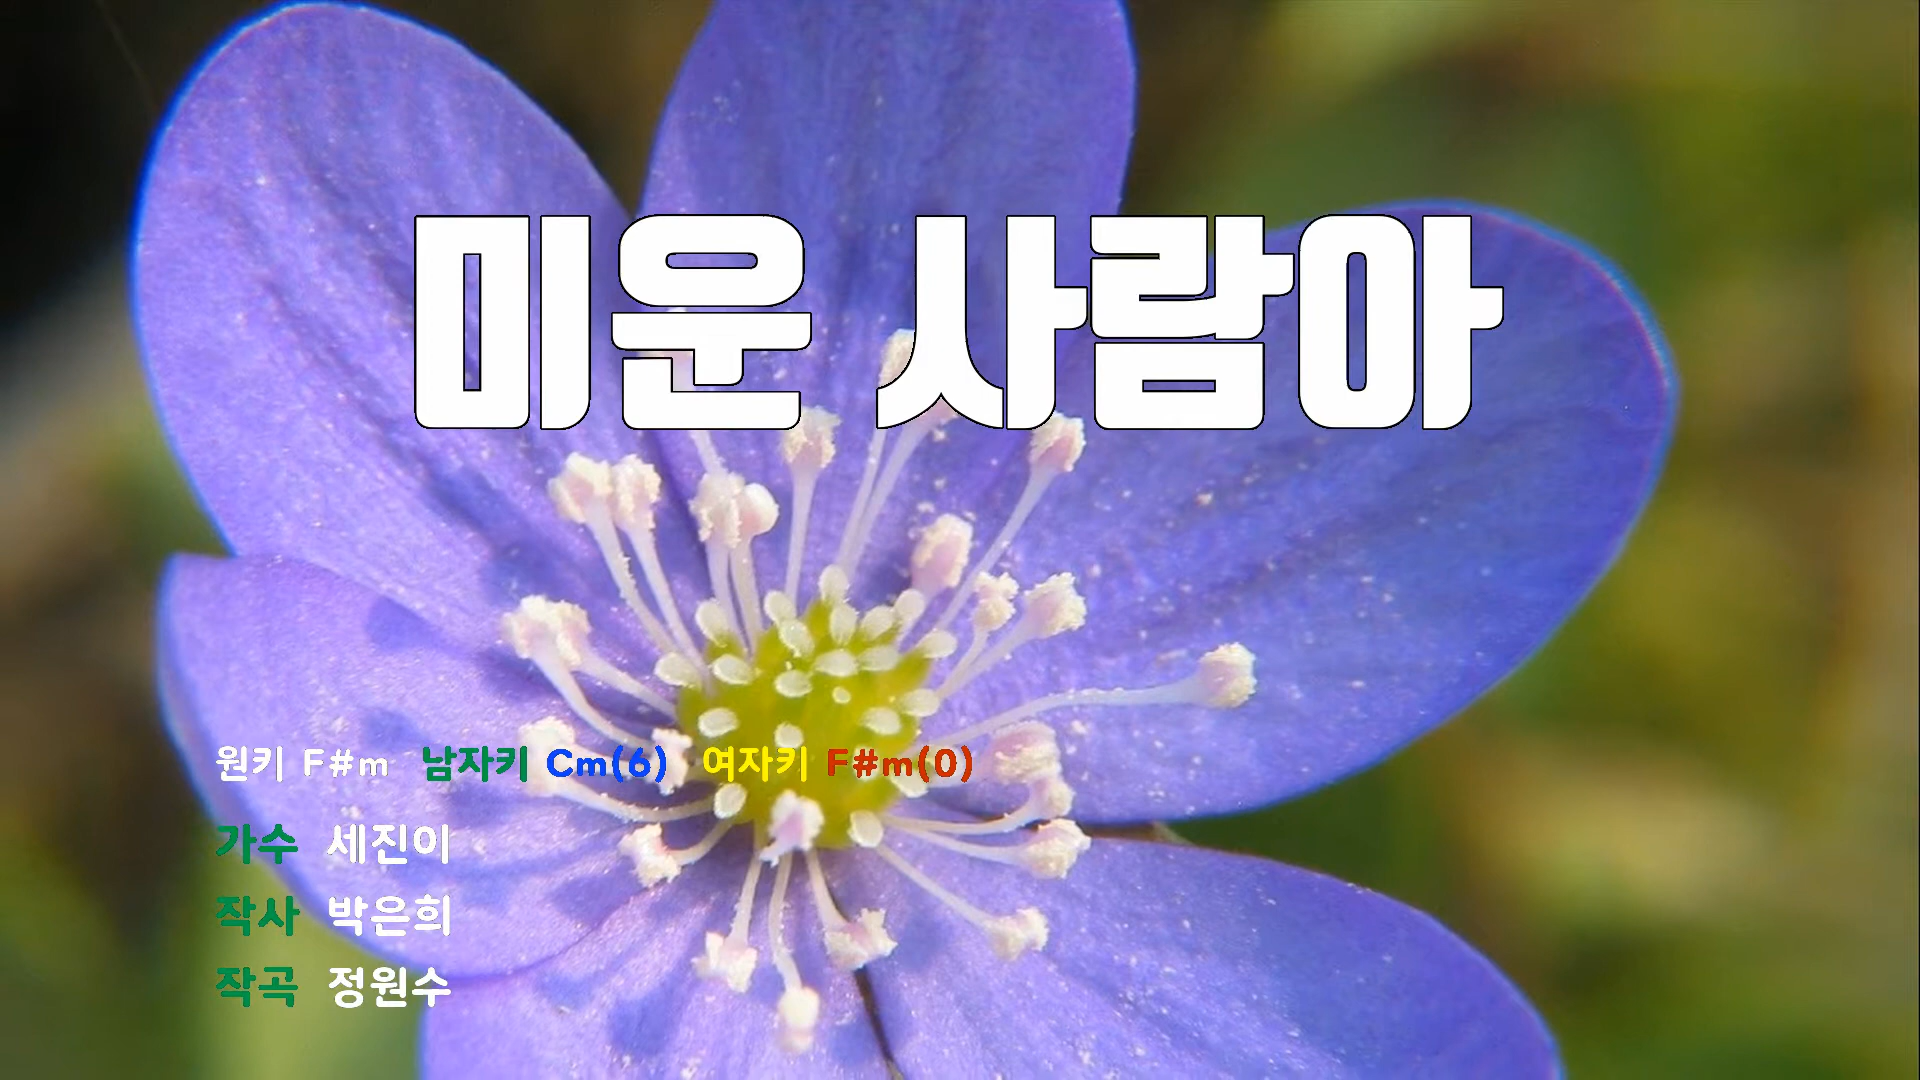 미운 사람아
원키 F#m 남자키 Cm(6) 여자키 F#m(0)
가수 세진이
작사 박은희
작곡 정원수